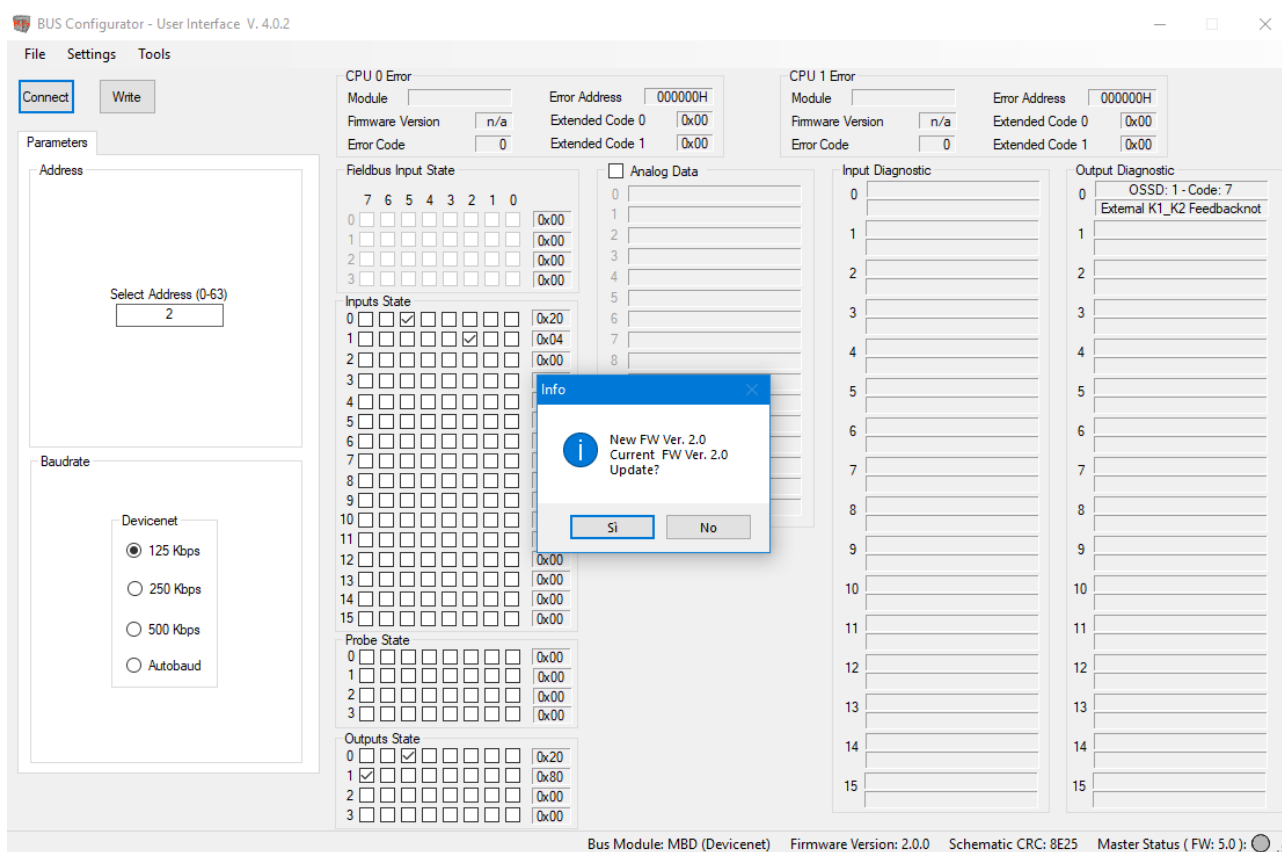 BUS Configurator - User Interface V. 4.0.2
File Settings Tools
Connect Write
Parameters
Address
Select Address (0-63)
2
Baudrate
Devicenet
125 Kbps
250 Kbps
500 Kbps
Autobaud
CPU 0 Error
Module Error Address 000000H
Firmware Version n/a Extended Code 0 0x00
Error Code 0 Extended Code 1 0x00
CPU 1 Error
Module Error Address 000000H
Firmware Version n/a Extended Code 0 0x00
Error Code 0 Extended Code 1 0x00
Fieldbus Input State
7 6 5 4 3 2 1 0
0 0x00
1 0x00
2 0x00
3 0x00
Inputs State
0 0x20
1 0x04
2 0x00
3
4
5
6
7
8
9
10
11
12 0x00
13 0x00
14 0x00
15 0x00
Probe State
0 0x00
1 0x00
2 0x00
3 0x00
Outputs State
0 0x20
1 0x80
2 0x00
3 0x00
Analog Data
0
1
2
3
4
5
6
7
8
Info
New FW Ver. 2.0
Current FW Ver. 2.0
Update?
Sì No
Input Diagnostic
0
1
2
3
4
5
6
7
8
9
10
11
12
13
14
15
Output Diagnostic
0 OSSD: 1 - Code: 7
External K1_K2 Feedbacknot
1
2
3
4
5
6
7
8
9
10
11
12
13
14
15
Bus Module: MBD (Devicenet) Firmware Version: 2.0.0 Schematic CRC: 8E25 Master Status ( FW: 5.0 ):